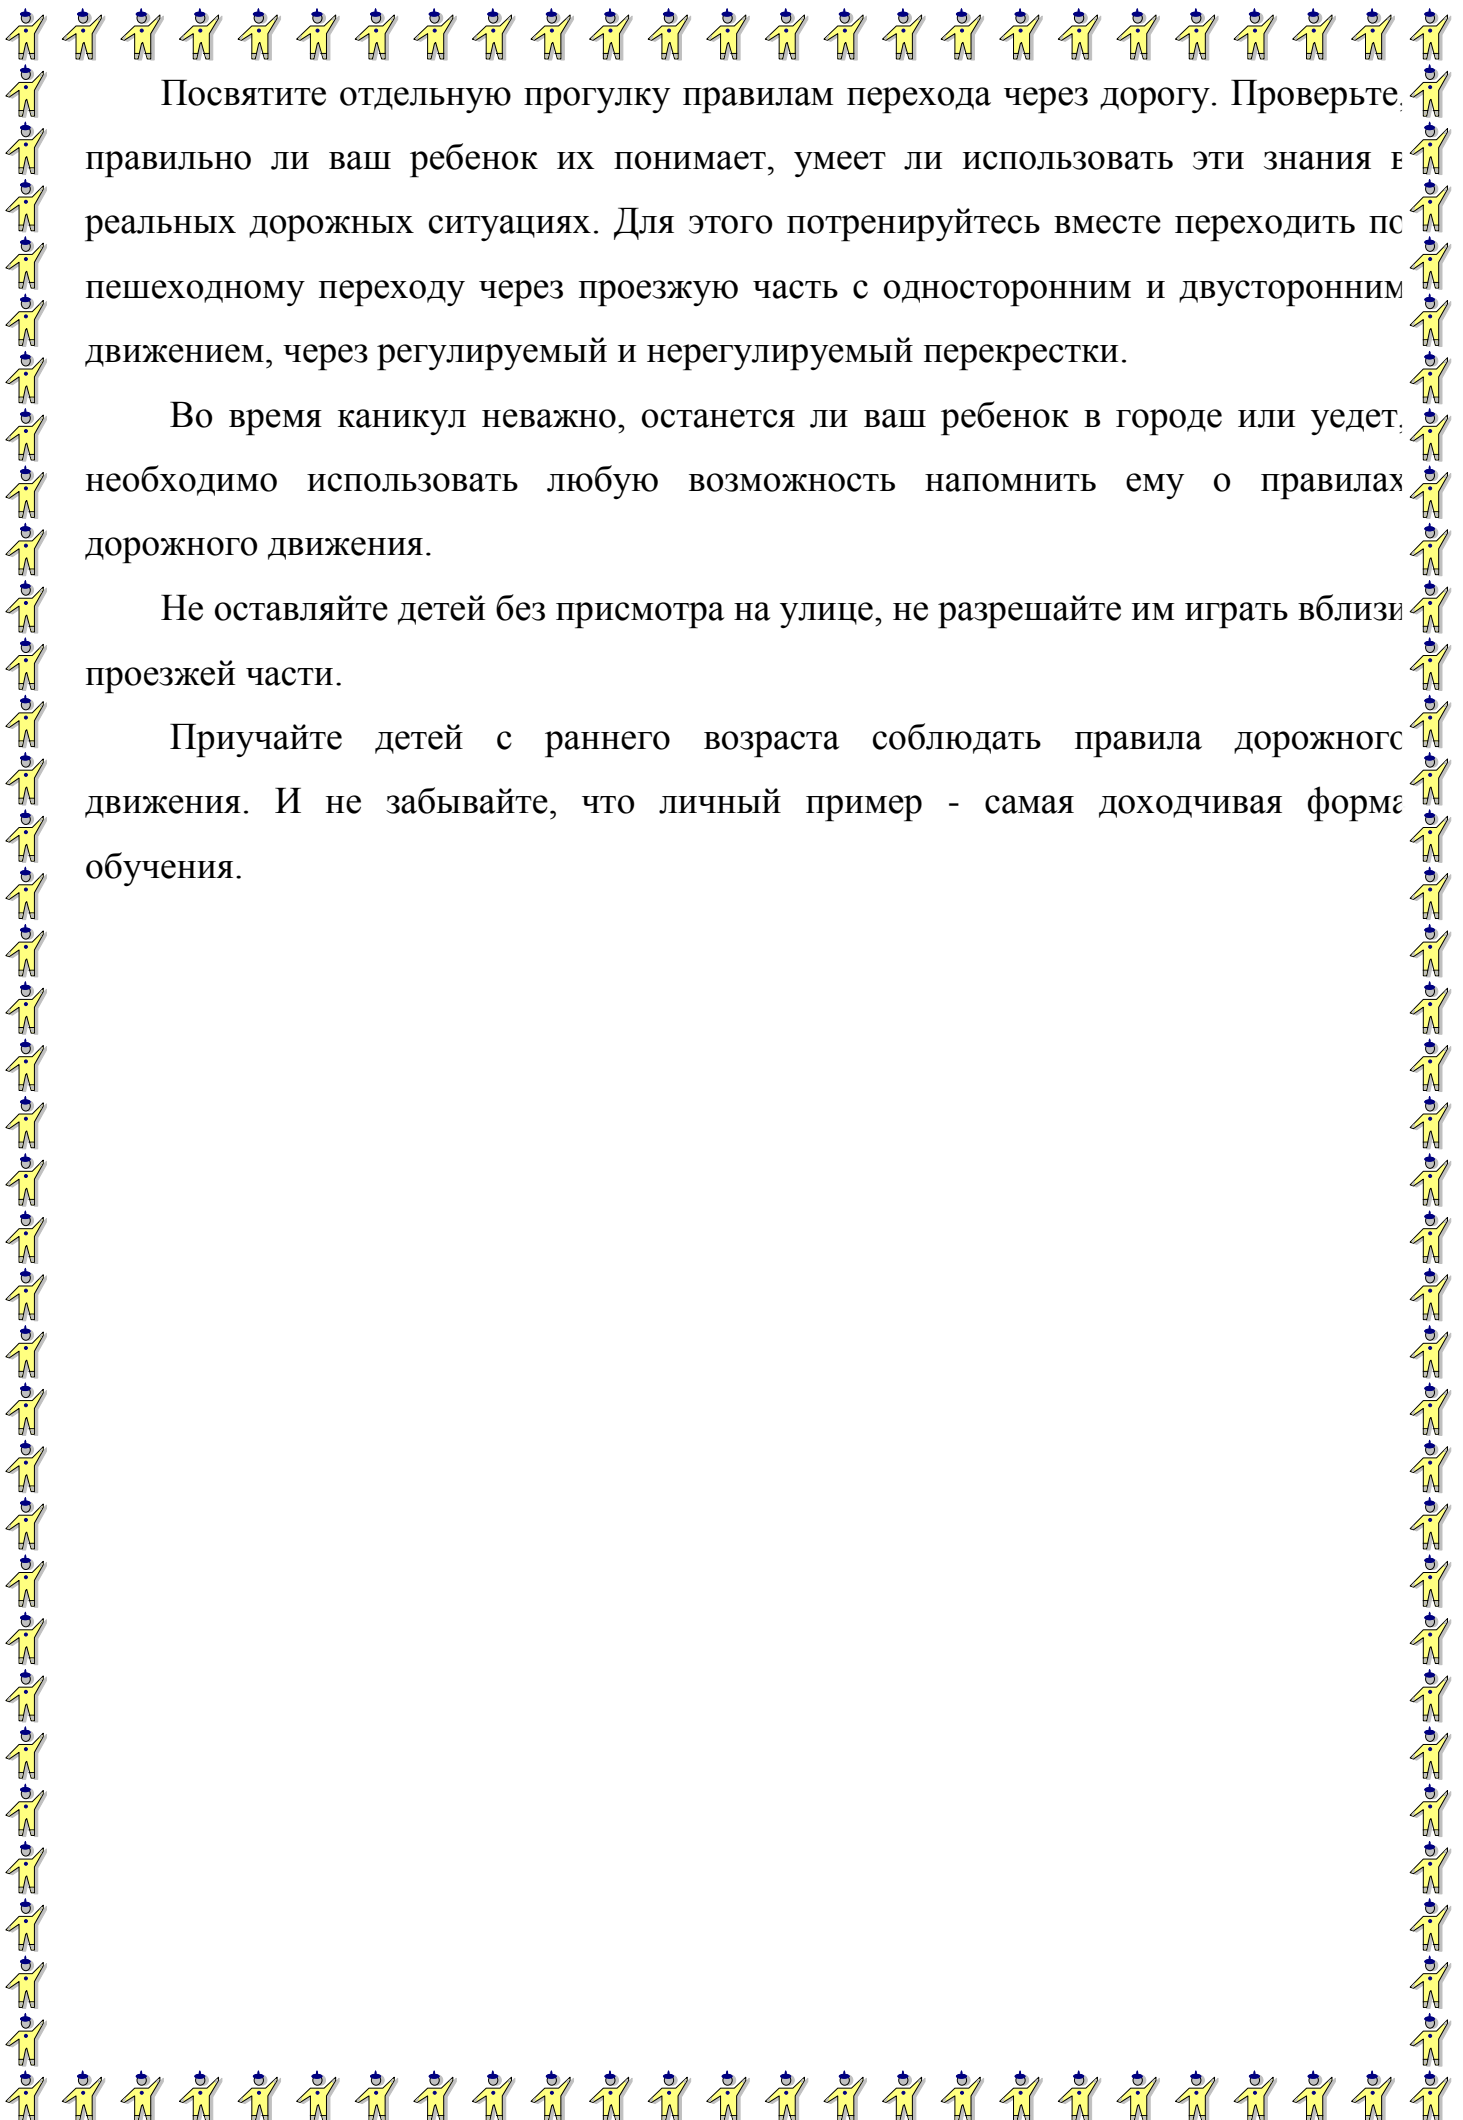 Посвятите отдельную прогулку правилам перехода через дорогу. Проверьте,
правильно ли ваш ребенок их понимает, умеет ли использовать эти знания в
реальных дорожных ситуациях. Для этого потренируйтесь вместе переходить по
пешеходному переходу через проезжую часть с односторонним и двусторонним
движением, через регулируемый и нерегулируемый перекрестки.
Во время каникул неважно, останется ли ваш ребенок в городе или уедет,
необходимо использовать любую возможность напомнить ему о правилах
дорожного движения.
Не оставляйте детей без присмотра на улице, не разрешайте им играть вблизи
проезжей части.
Приучайте детей с раннего возраста соблюдать правила дорожного
движения. И не забывайте, что личный пример - самая доходчивая форма
обучения.